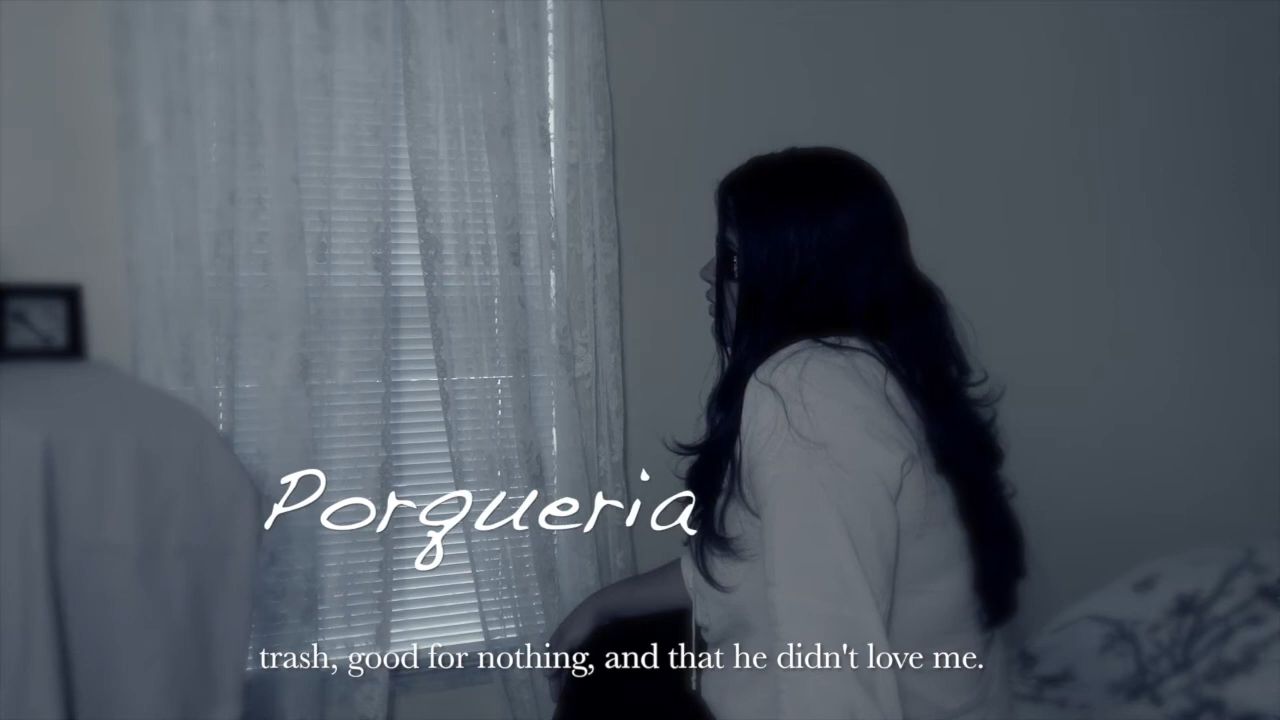 Porqueria
trash, good for nothing, and that he didn't love me.